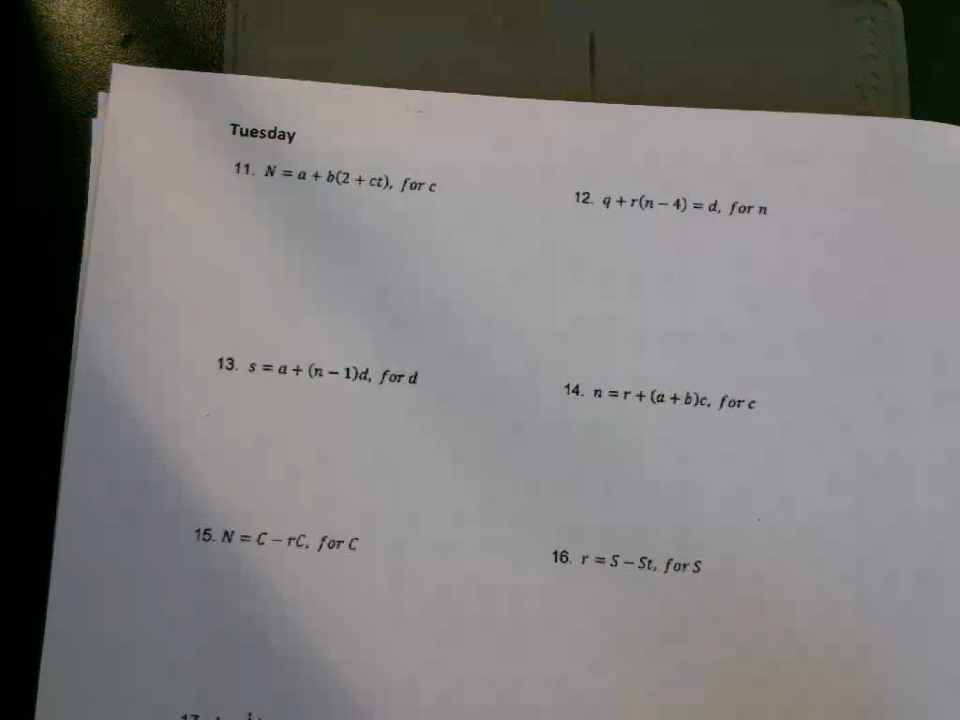 Tuesday
11. N = a + b(2 + ct), for c
12. q + r(n − 4) = d, for n
13. s = a + (n − 1)d, for d
14. n = r + (a + b)c, for c
15. N = C − rC, for C
16. r = S − St, for S
17.